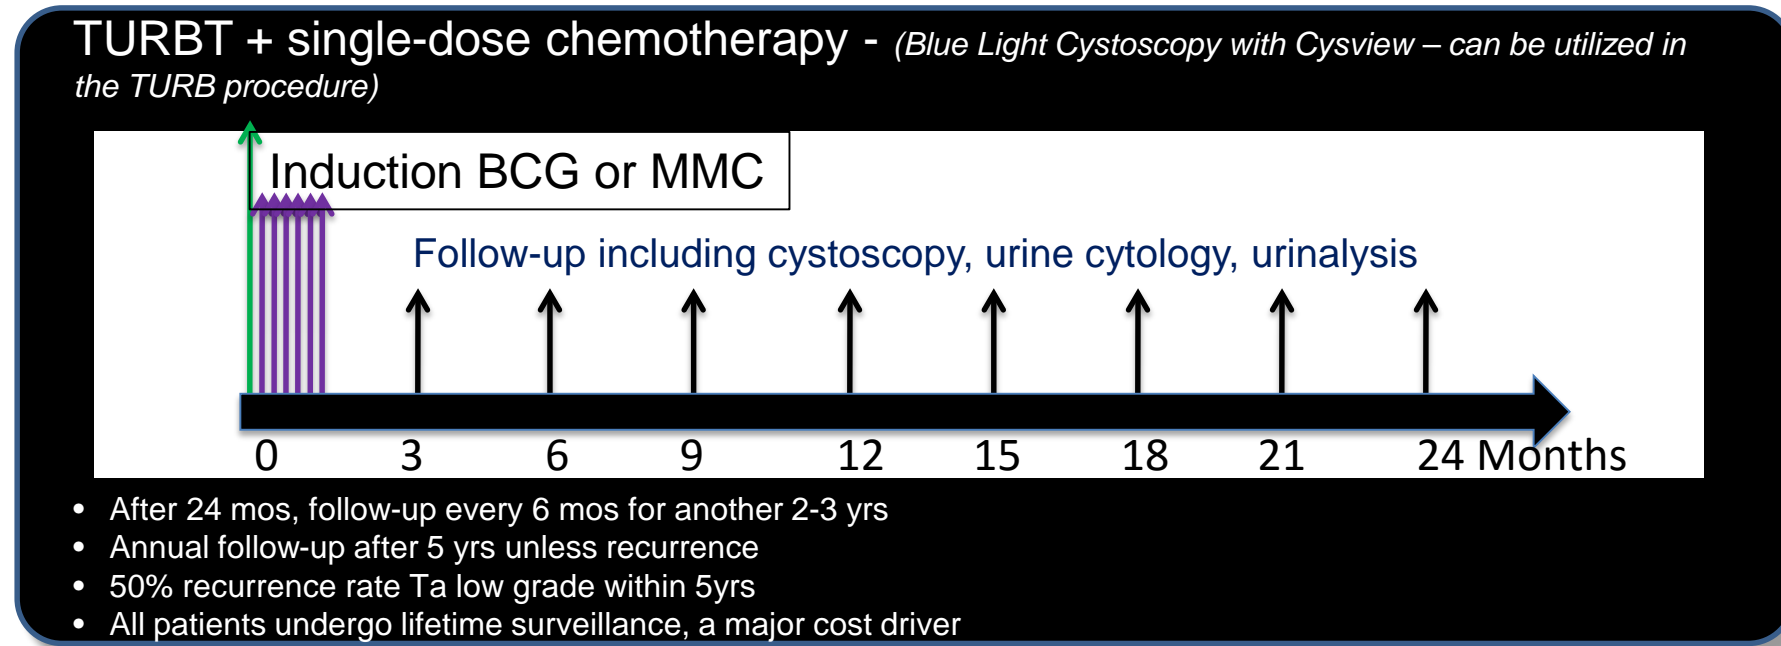 TURBT + single-dose chemotherapy - (Blue Light Cystoscopy with Cysview – can be utilized in
the TURB procedure)
Induction BCG or MMC
Follow-up including cystoscopy, urine cytology, urinalysis
0 3 6 9 12 15 18 21 24 Months
• After 24 mos, follow-up every 6 mos for another 2-3 yrs
• Annual follow-up after 5 yrs unless recurrence
• 50% recurrence rate Ta low grade within 5yrs
• All patients undergo lifetime surveillance, a major cost driver